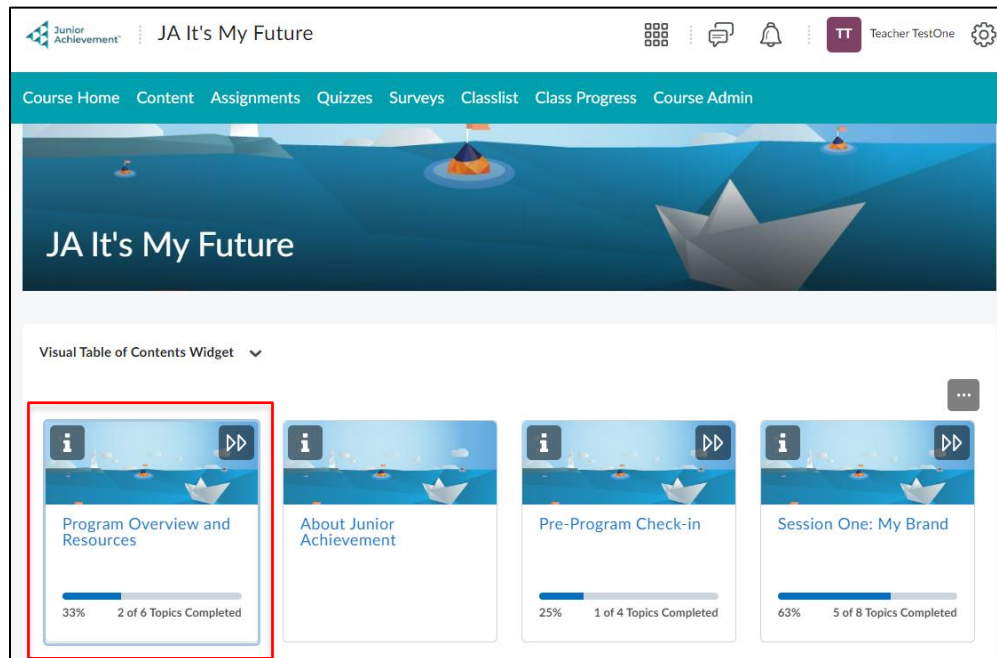 Junior
Achievement
JA It's My Future
TT
Teacher TestOne
Course Home Content Assignments Quizzes Surveys Classlist Class Progress Course Admin
JA It's My Future
Visual Table of Contents Widget
Program Overview and
Resources
33% 2 of 6 Topics Completed
About Junior
Achievement
Pre-Program Check-in
25% 1 of 4 Topics Completed
Session One: My Brand
63% 5 of 8 Topics Completed